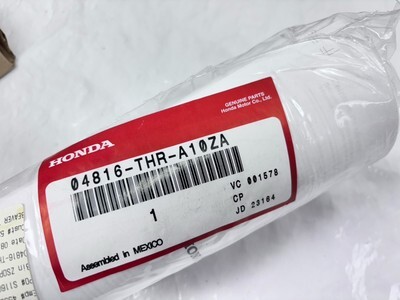 GENUINE PARTS
Honda Motor Co., Ltd.
HONDA
04816-THR-A10ZA
1
VC 001578
CP
JD 23164
Assembled in MEXICO